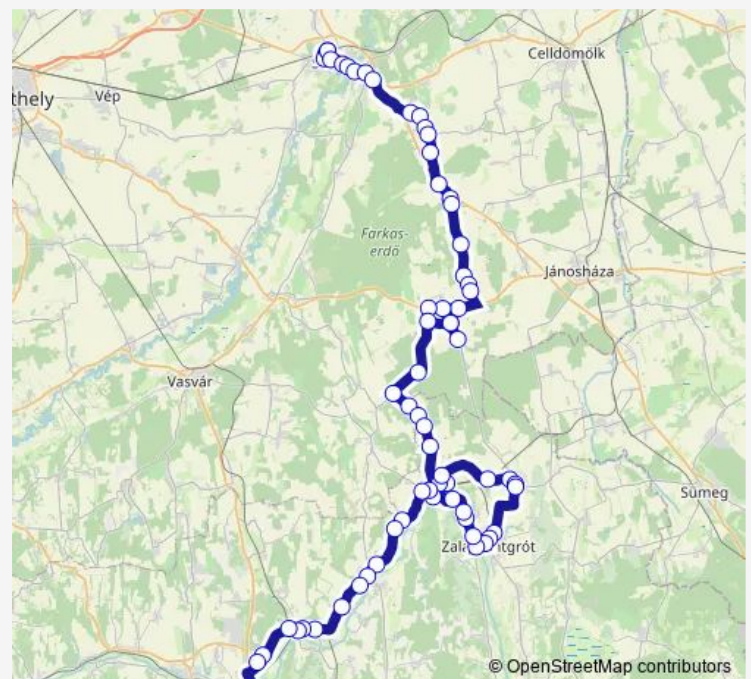 Celldömölk
thely
Vép
Farkas-
erdő
Jánosháza
Vasvár
Sümeg
© OpenStreetMap contributors